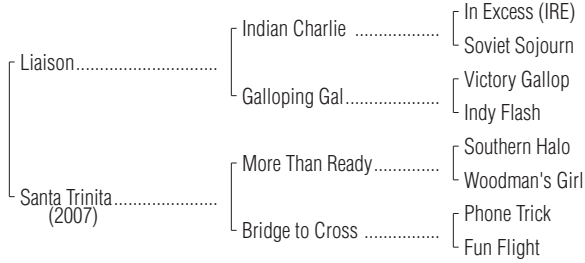 In Excess (IRE)
Indian Charlie ..................
Soviet Sojourn
Liaison..............................
Victory Gallop
Galloping Gal....................
Indy Flash
Southern Halo
More Than Ready..............
Woodman's Girl
Santa Trinita......................
(2007)
Phone Trick
Bridge to Cross ................
Fun Flight